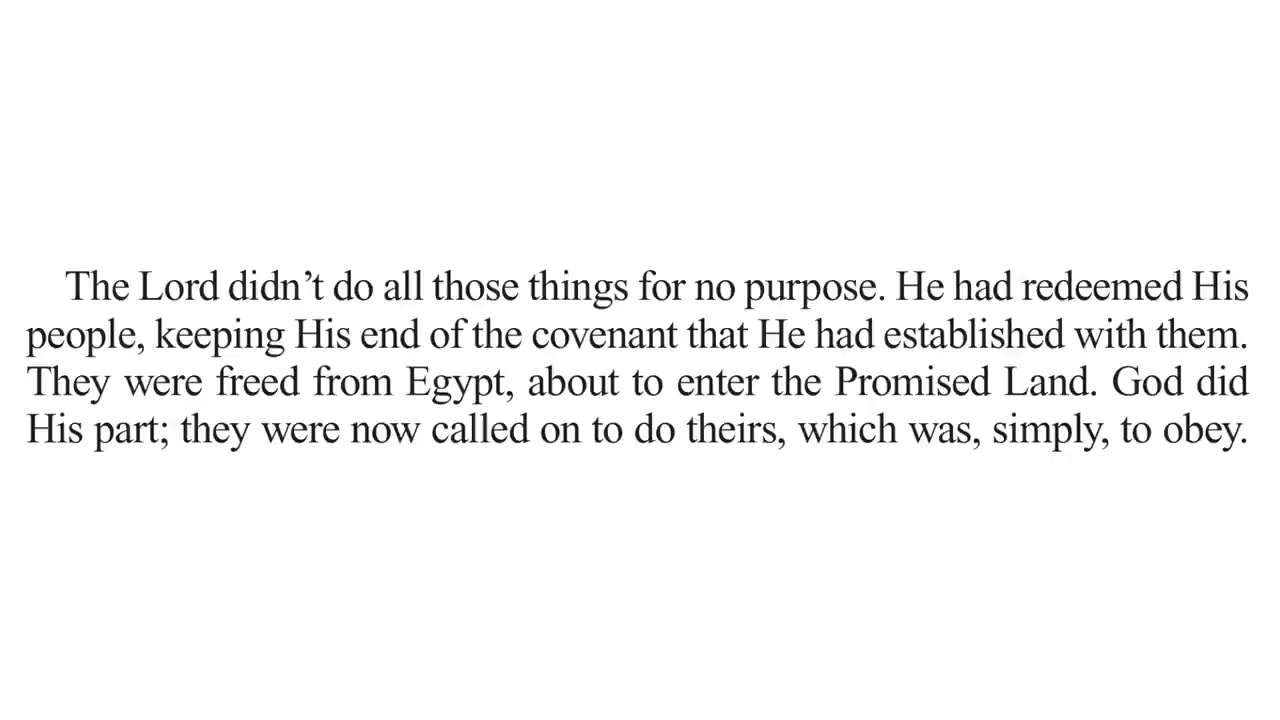 The Lord didn’t do all those things for no purpose. He had redeemed His
people, keeping His end of the covenant that He had established with them.
They were freed from Egypt, about to enter the Promised Land. God did
His part; they were now called on to do theirs, which was, simply, to obey.